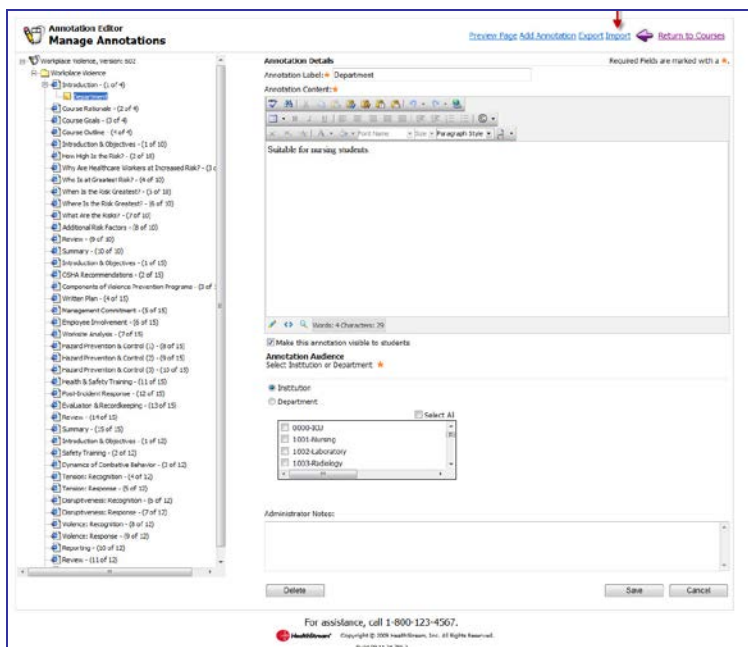 Annotation Editor
Manage Annotations
Preview Page Add Annotation Export Import Return to Courses
Workplace Violence, Version: 602
Workplace Violence
Introduction - (1 of 4)
Department
Course Rationale - (2 of 4)
Course Goals - (3 of 4)
Course Outline - (4 of 4)
Introduction & Objectives - (1 of 10)
How High Is the Risk? - (2 of 10)
Why Are Healthcare Workers at Increased Risk? - (3 o
Who Is at Greatest Risk? - (4 of 10)
When Is the Risk Greatest? - (5 of 10)
Where Is the Risk Greatest? - (6 of 10)
What Are the Risks? - (7 of 10)
Additional Risk Factors - (8 of 10)
Review - (9 of 10)
Summary - (10 of 10)
Introduction & Objectives - (1 of 15)
OSHA Recommendations - (2 of 15)
Components of Violence Prevention Programs - (3 of
Written Plan - (4 of 15)
Management Commitment - (5 of 15)
Employee Involvement - (6 of 15)
Worksite Analysis - (7 of 15)
Hazard Prevention & Control (1) - (8 of 15)
Hazard Prevention & Control (2) - (9 of 15)
Hazard Prevention & Control (3) - (10 of 15)
Health & Safety Training - (11 of 15)
Post-Incident Response - (12 of 15)
Evaluation & Recordkeeping - (13 of 15)
Review - (14 of 15)
Summary - (15 of 15)
Introduction & Objectives - (1 of 12)
Safety Training - (2 of 12)
Dynamics of Combative Behavior - (3 of 12)
Tension: Recognition - (4 of 12)
Tension: Response - (5 of 12)
Disruptiveness: Recognition - (6 of 12)
Disruptiveness: Response - (7 of 12)
Violence: Recognition - (8 of 12)
Violence: Response - (9 of 12)
Reporting - (10 of 12)
Review - (11 of 12)
Annotation Details Required Fields are marked with a *.
Annotation Label:* Department
Annotation Content:*
Font Name Size Paragraph Style
Suitable for nursing students
Words: 4 Characters: 29
Make this annotation visible to students
Annotation Audience
Select Institution or Department *
Institution
Department
Select All
0000-ICU
1001-Nursing
1002-Laboratory
1003-Radiology
Administrator Notes:
Delete Save Cancel
For assistance, call 1-800-123-4567.
HealthStream Copyright © 2009 HealthStream, Inc. All Rights Reserved.